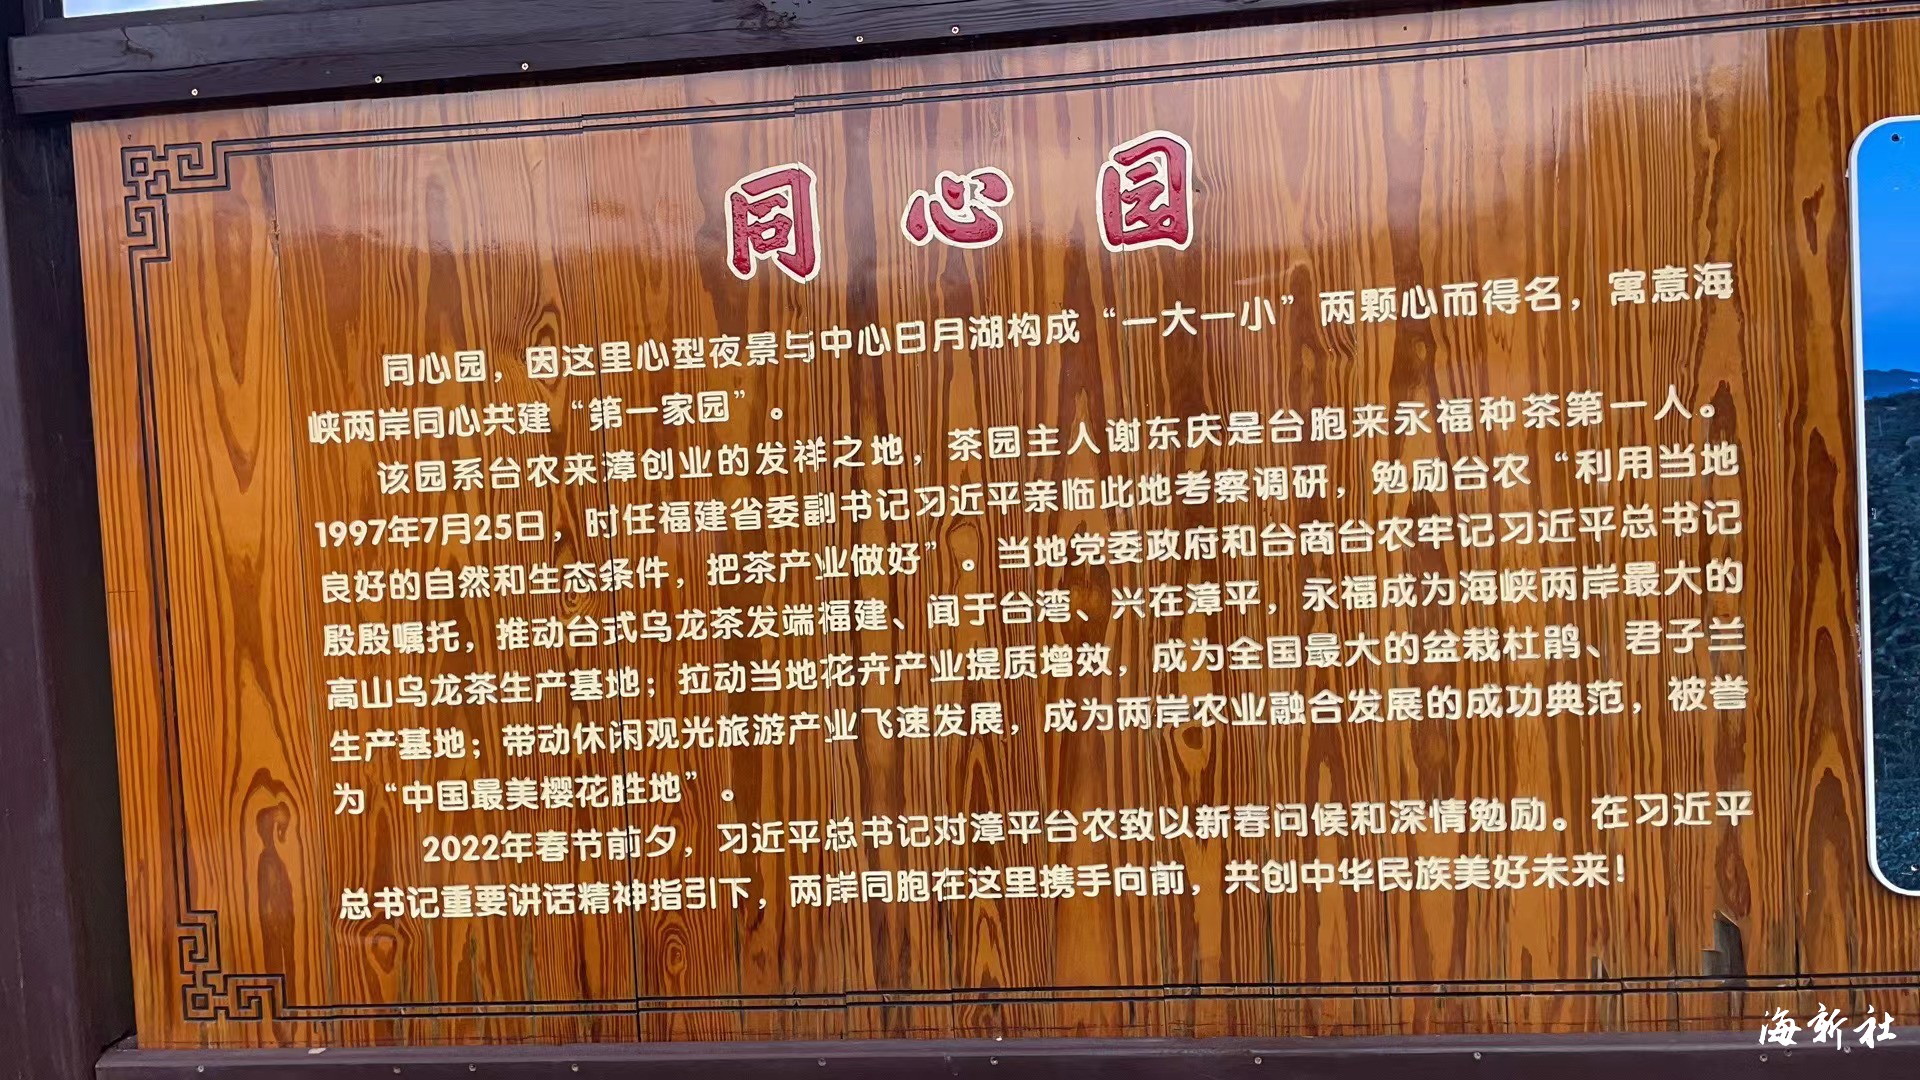 同心园
同心园，因这里心型夜景与中心日月湖构成“一大一小”两颗心而得名，寓意海
峡两岸同心共建“第一家园”。
该园系台农来漳创业的发祥之地，茶园主人谢东庆是台胞来永福种茶第一人。
1997年7月25日，时任福建省委副书记习近平亲临此地考察调研，勉励台农“利用当地
良好的自然和生态条件，把茶产业做好”。当地党委政府和台商台农牢记习近平总书记
殷殷嘱托，推动台式乌龙茶发端福建、闻于台湾、兴在漳平，永福成为海峡两岸最大的
高山乌龙茶生产基地；拉动当地花卉产业提质增效，成为全国最大的盆栽杜鹃、君子兰
生产基地；带动休闲观光旅游产业飞速发展，成为两岸农业融合发展的成功典范，被誉
为“中国最美樱花胜地”。
2022年春节前夕，习近平总书记对漳平台农致以新春问候和深情勉励。在习近平
总书记重要讲话精神指引下，两岸同胞在这里携手向前，共创中华民族美好未来！
海新社